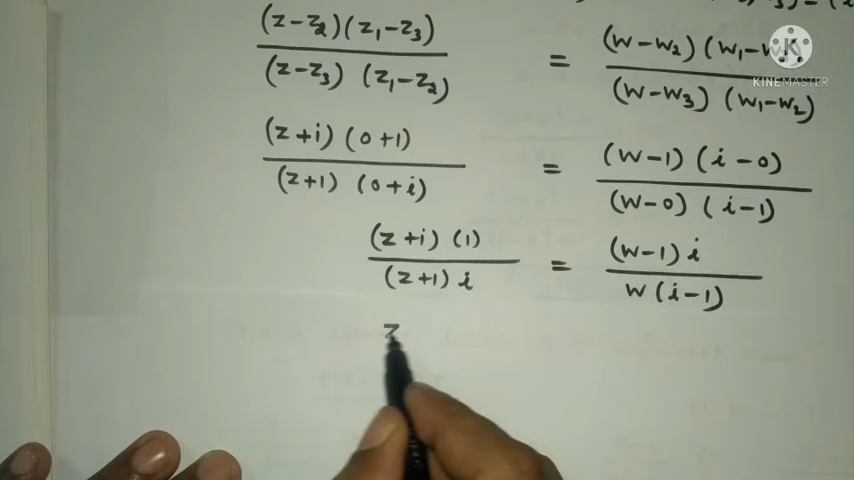 (z-z₂)(z₁-z₃) / (z-z₃) (z₁-z₂) = (w-w₂) (w₁-w / (w-w₃) (w₁-w₂)
K
KINEMASTER
(z+i) (0+1) / (z+1) (0+i) = (w-1) (i-0) / (w-0) (i-1)
(z+i) (1) / (z+1) i = (w-1) i / w (i-1)
z